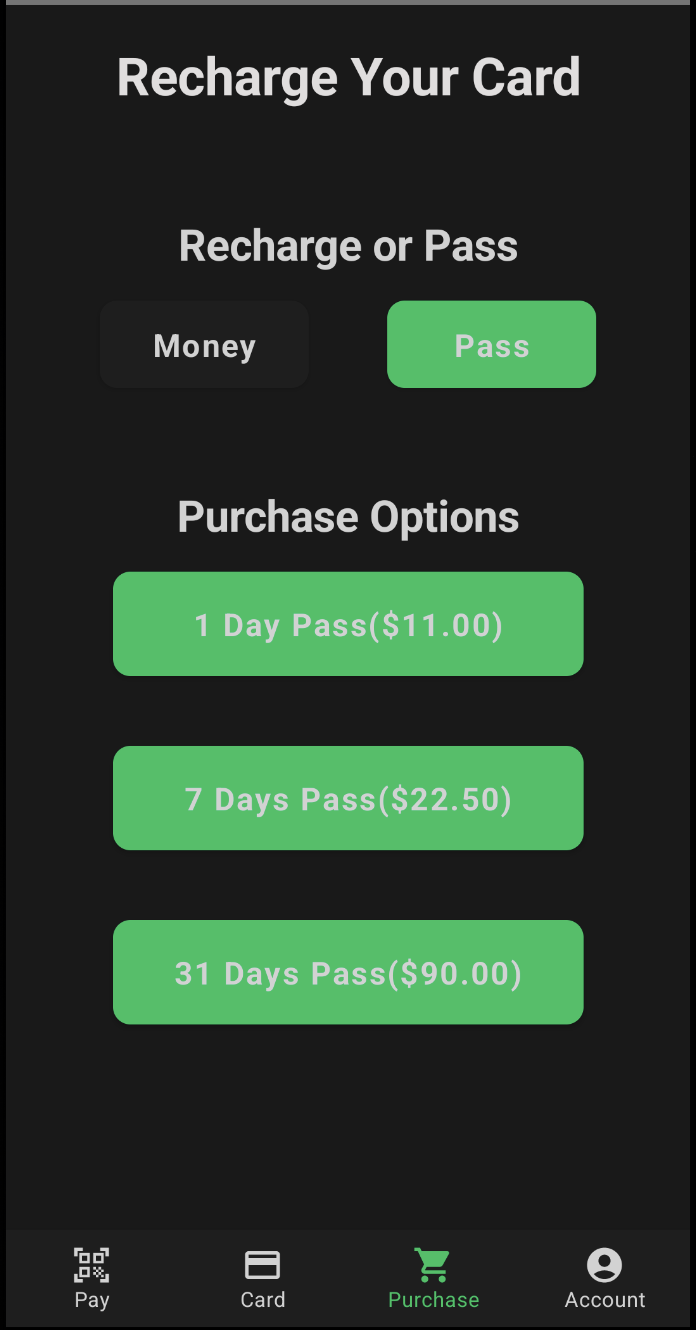 Recharge Your Card
Recharge or Pass
Money Pass
Purchase Options
1 Day Pass($11.00)
7 Days Pass($22.50)
31 Days Pass($90.00)
Pay Card Purchase Account